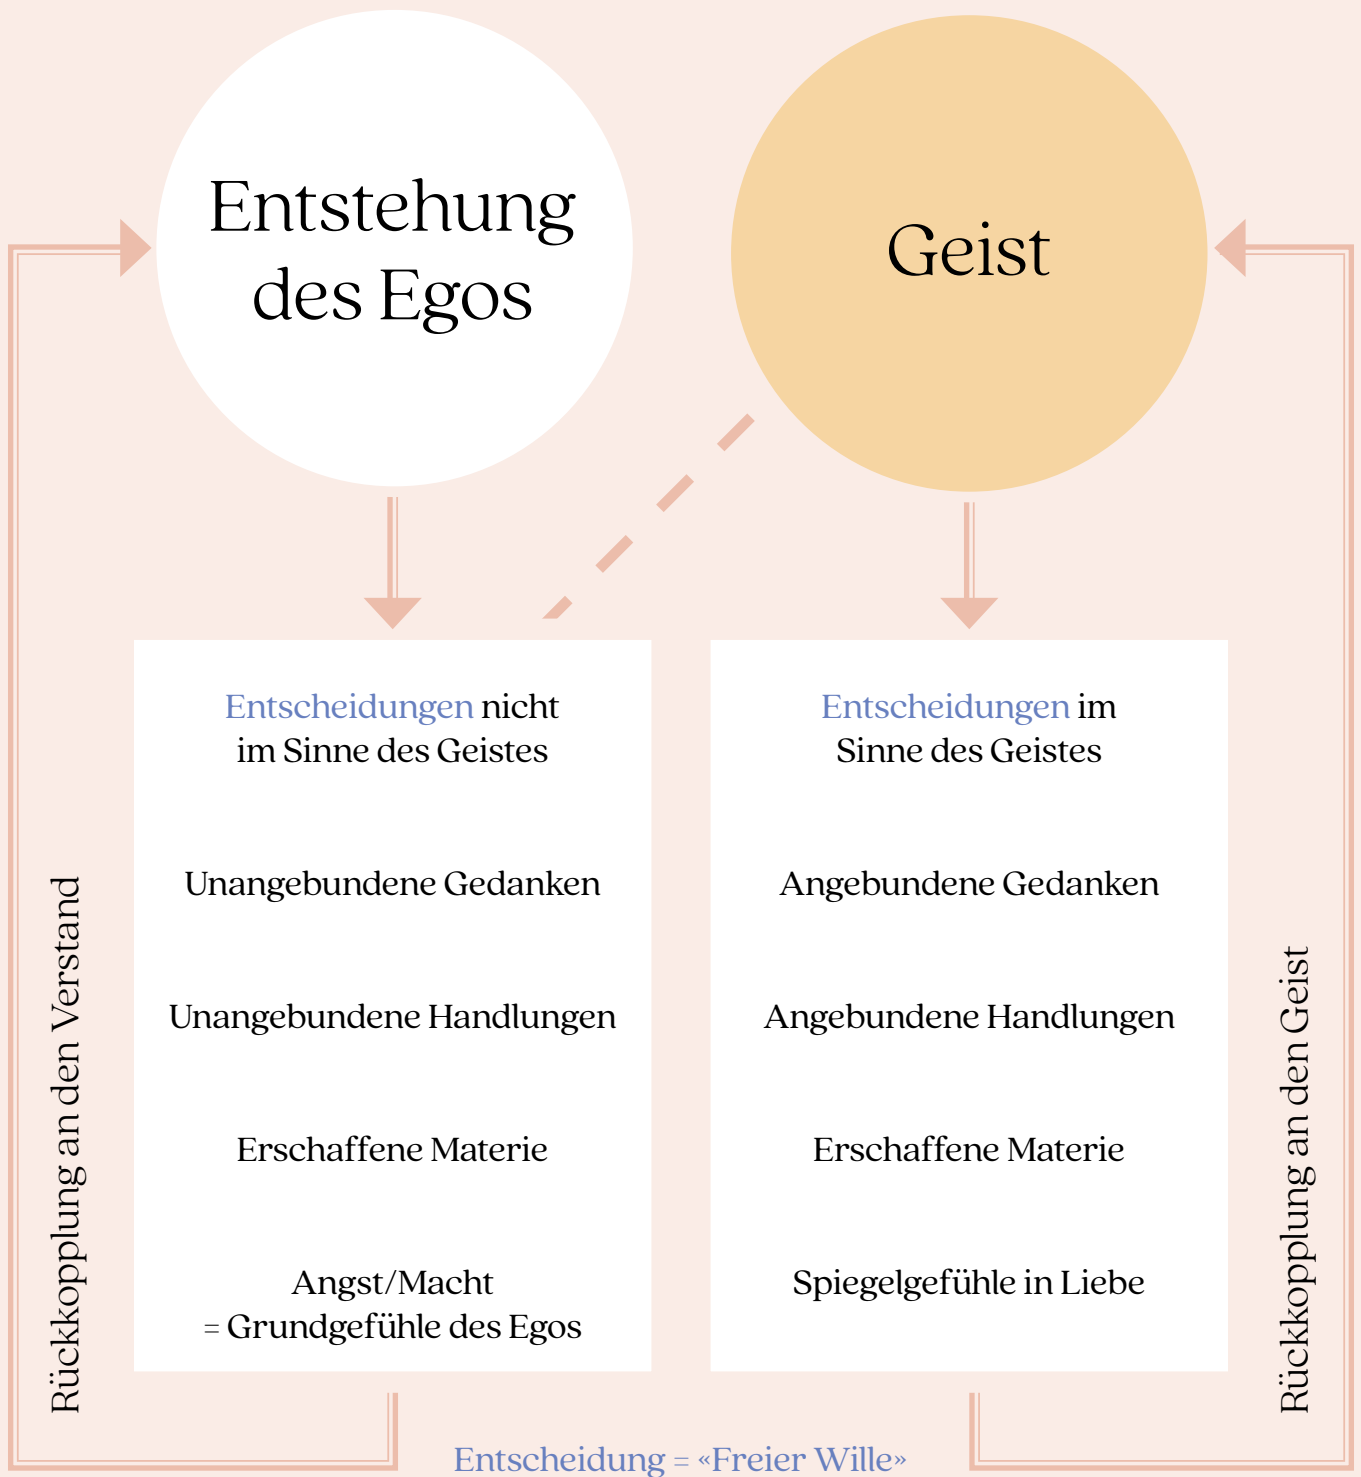 Entstehung
des Egos
Geist
Entscheidungen nicht
im Sinne des Geistes
Unangebundene Gedanken
Unangebundene Handlungen
Erschaffene Materie
Angst/Macht
= Grundgefühle des Egos
Entscheidungen im
Sinne des Geistes
Angebundene Gedanken
Angebundene Handlungen
Erschaffene Materie
Spiegelgefühle in Liebe
Rückkopplung an den Verstand
Rückkopplung an den Geist
Entscheidung = «Freier Wille»